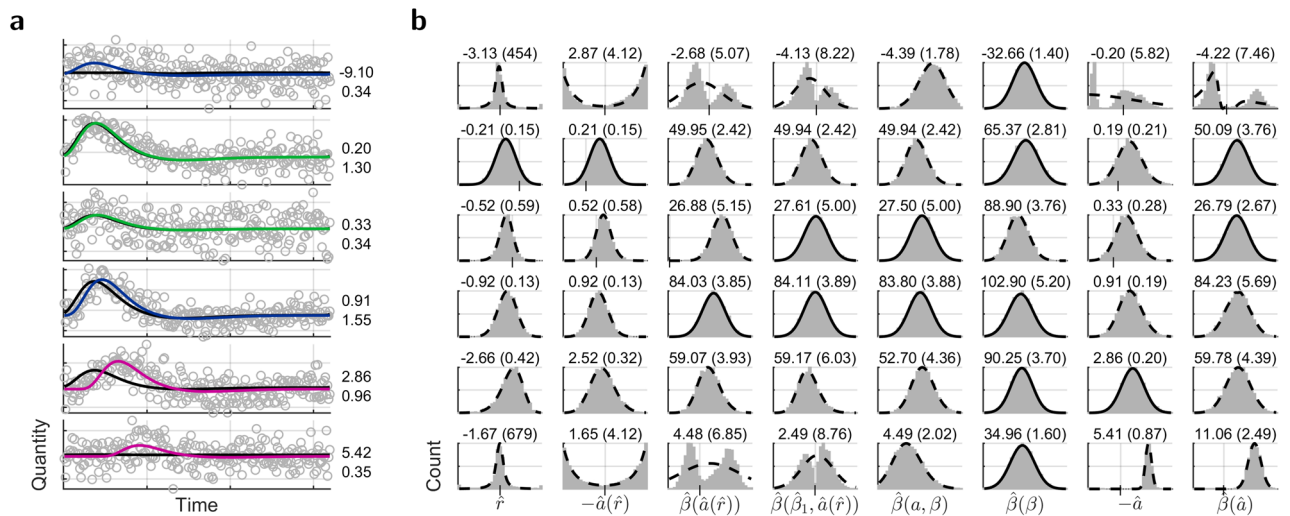 a
b
-9.10
0.34
0.20
1.30
0.33
0.34
0.91
1.55
2.86
0.96
5.42
0.35
Quantity
Time
-3.13 (454) 2.87 (4.12) -2.68 (5.07) -4.13 (8.22) -4.39 (1.78) -32.66 (1.40) -0.20 (5.82) -4.22 (7.46)
-0.21 (0.15) 0.21 (0.15) 49.95 (2.42) 49.94 (2.42) 49.94 (2.42) 65.37 (2.81) 0.19 (0.21) 50.09 (3.76)
-0.52 (0.59) 0.52 (0.58) 26.88 (5.15) 27.61 (5.00) 27.50 (5.00) 88.90 (3.76) 0.33 (0.28) 26.79 (2.67)
-0.92 (0.13) 0.92 (0.13) 84.03 (3.85) 84.11 (3.89) 83.80 (3.88) 102.90 (5.20) 0.91 (0.19) 84.23 (5.69)
-2.66 (0.42) 2.52 (0.32) 59.07 (3.93) 59.17 (6.03) 52.70 (4.36) 90.25 (3.70) 2.86 (0.20) 59.78 (4.39)
-1.67 (679) 1.65 (4.12) 4.48 (6.85) 2.49 (8.76) 4.49 (2.02) 34.96 (1.60) 5.41 (0.87) 11.06 (2.49)
Count
r̂ -â(r̂) β̂(â(r̂)) β̂(β̂₁, â(r̂)) β̂(a, β) β̂(β) -â β̂(â)